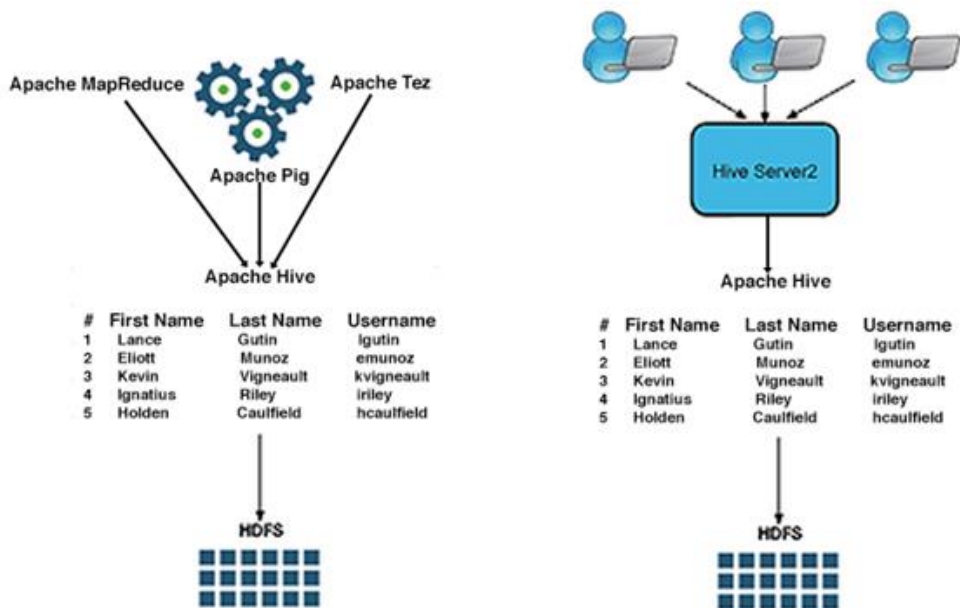 Apache MapReduce
Apache Tez
Apache Pig
Apache Hive
# First Name Last Name Username
1 Lance Gutin lgutin
2 Eliott Munoz emunoz
3 Kevin Vigneault kvigneault
4 Ignatius Riley iriley
5 Holden Caulfield hcaulfield
HDFS
Hive Server2
Apache Hive
# First Name Last Name Username
1 Lance Gutin lgutin
2 Eliott Munoz emunoz
3 Kevin Vigneault kvigneault
4 Ignatius Riley iriley
5 Holden Caulfield hcaulfield
HDFS